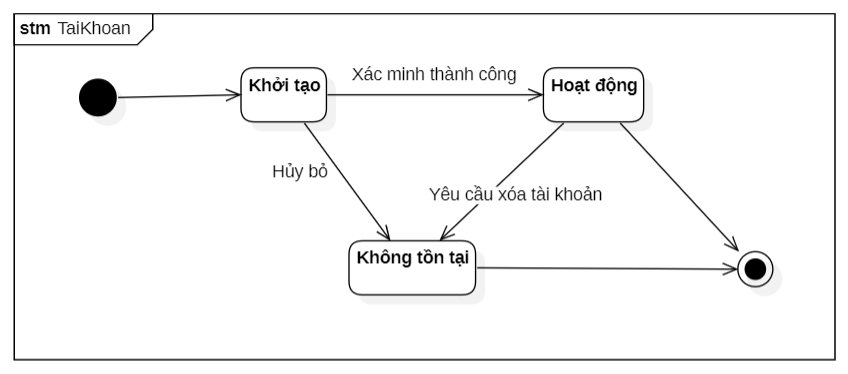 stm TaiKhoan
Khởi tạo
Xác minh thành công
Hoạt động
Hủy bỏ
Yêu cầu xóa tài khoản
Không tồn tại